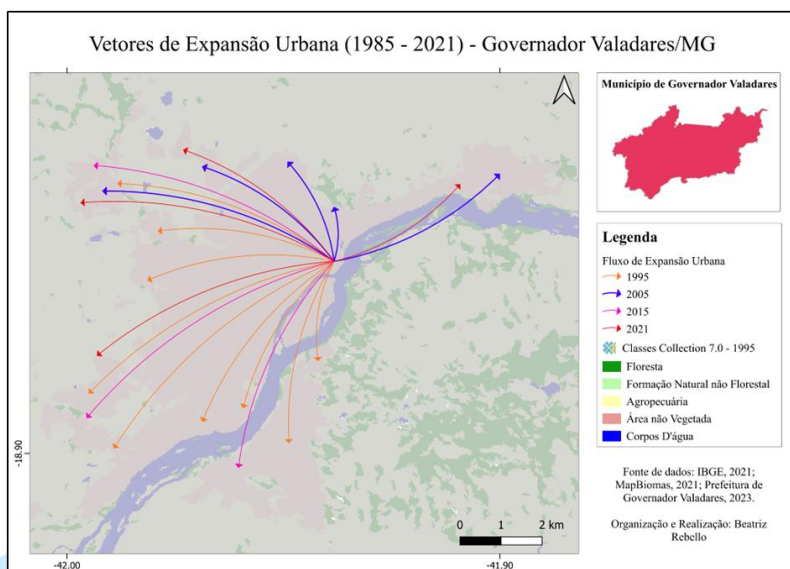 Vetores de Expansão Urbana (1985 - 2021) - Governador Valadares/MG
Município de Governador Valadares
Legenda
Fluxo de Expansão Urbana
1995
2005
2015
2021
Classes Collection 7.0 - 1995
Floresta
Formação Natural não Florestal
Agropecuária
Área não Vegetada
Corpos D'água
-18.90
0 1 2 km
-42.00
-41.90
Fonte de dados: IBGE, 2021;
MapBiomas, 2021; Prefeitura de
Governador Valadares, 2023.
Organização e Realização: Beatriz
Rebello